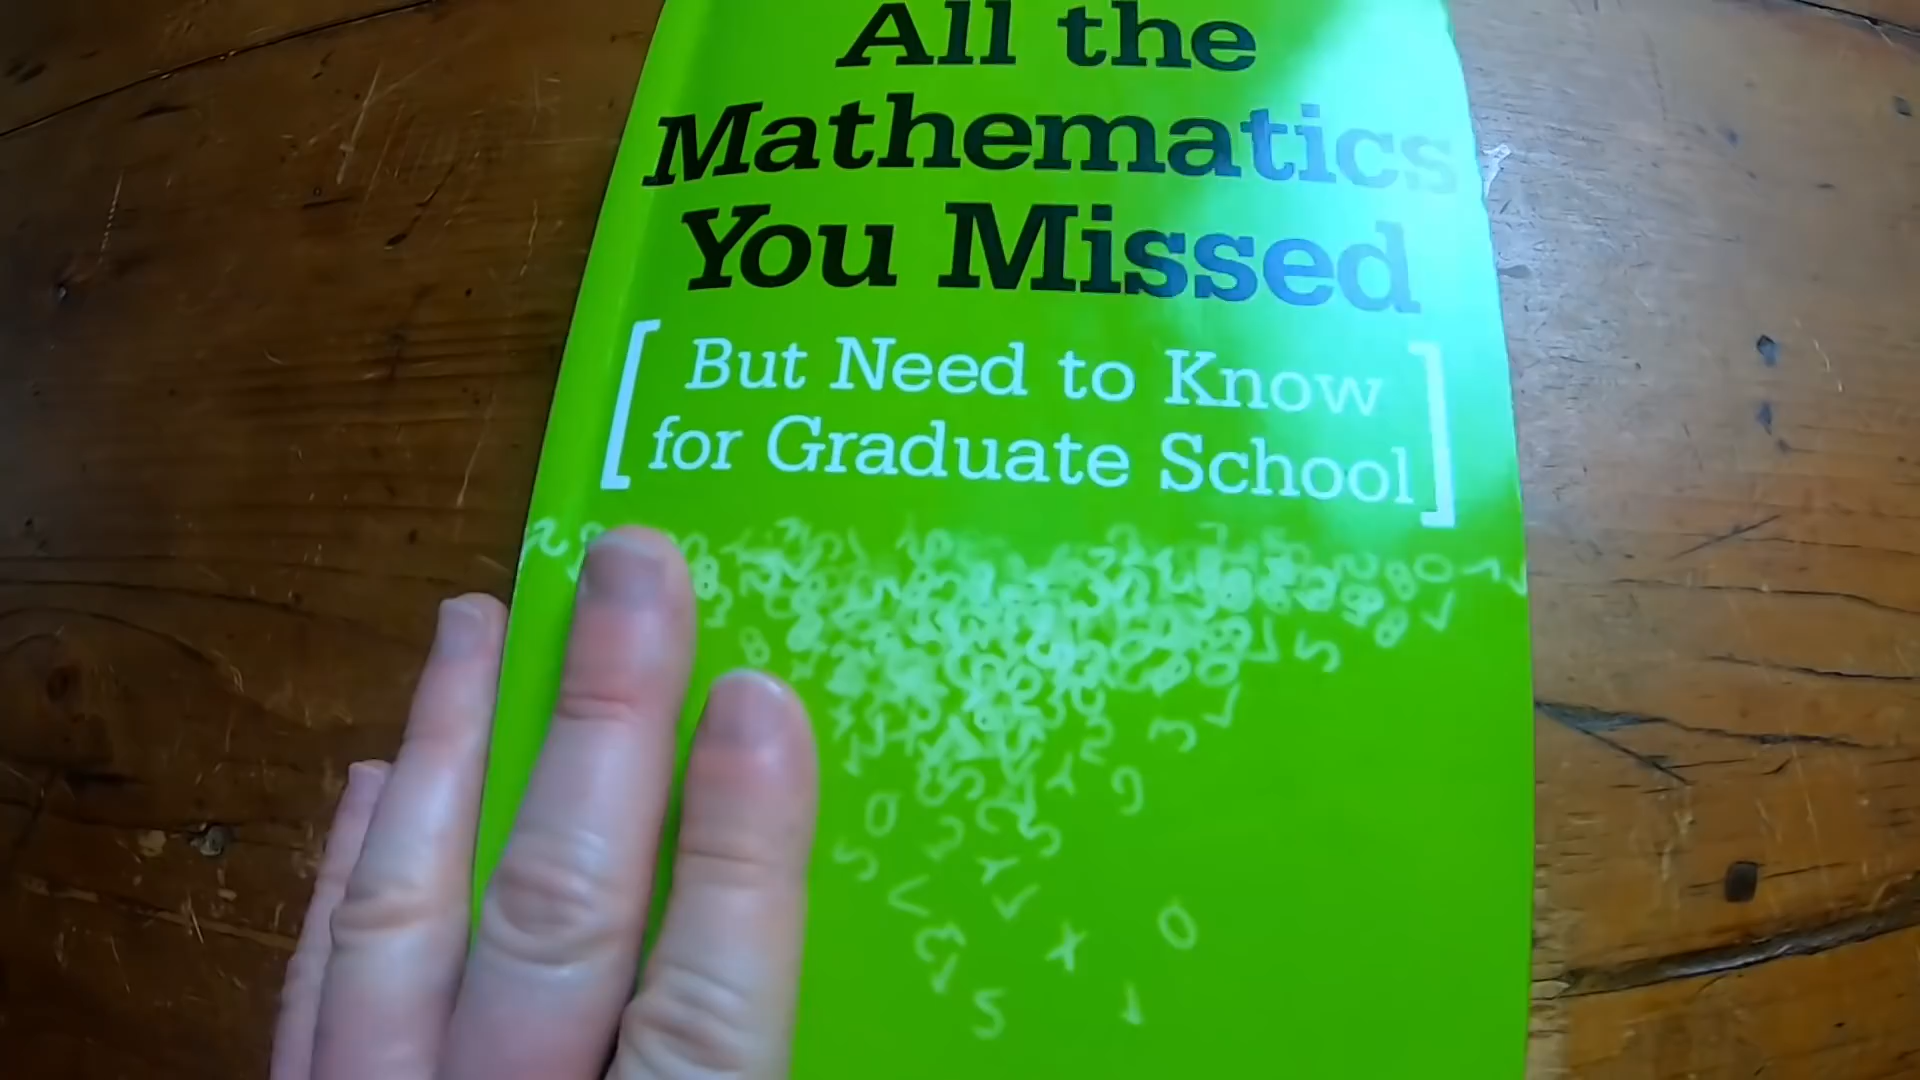 All the
Mathematics
You Missed
[But Need to Know
for Graduate School]